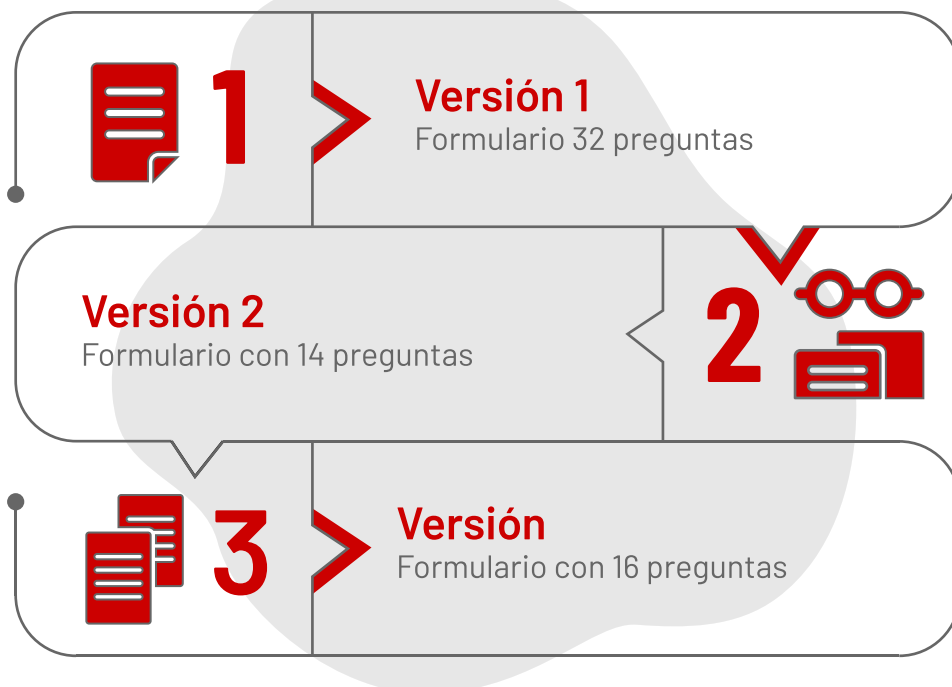 1
Versión 1
Formulario 32 preguntas
Versión 2
Formulario con 14 preguntas
2
3
Versión
Formulario con 16 preguntas